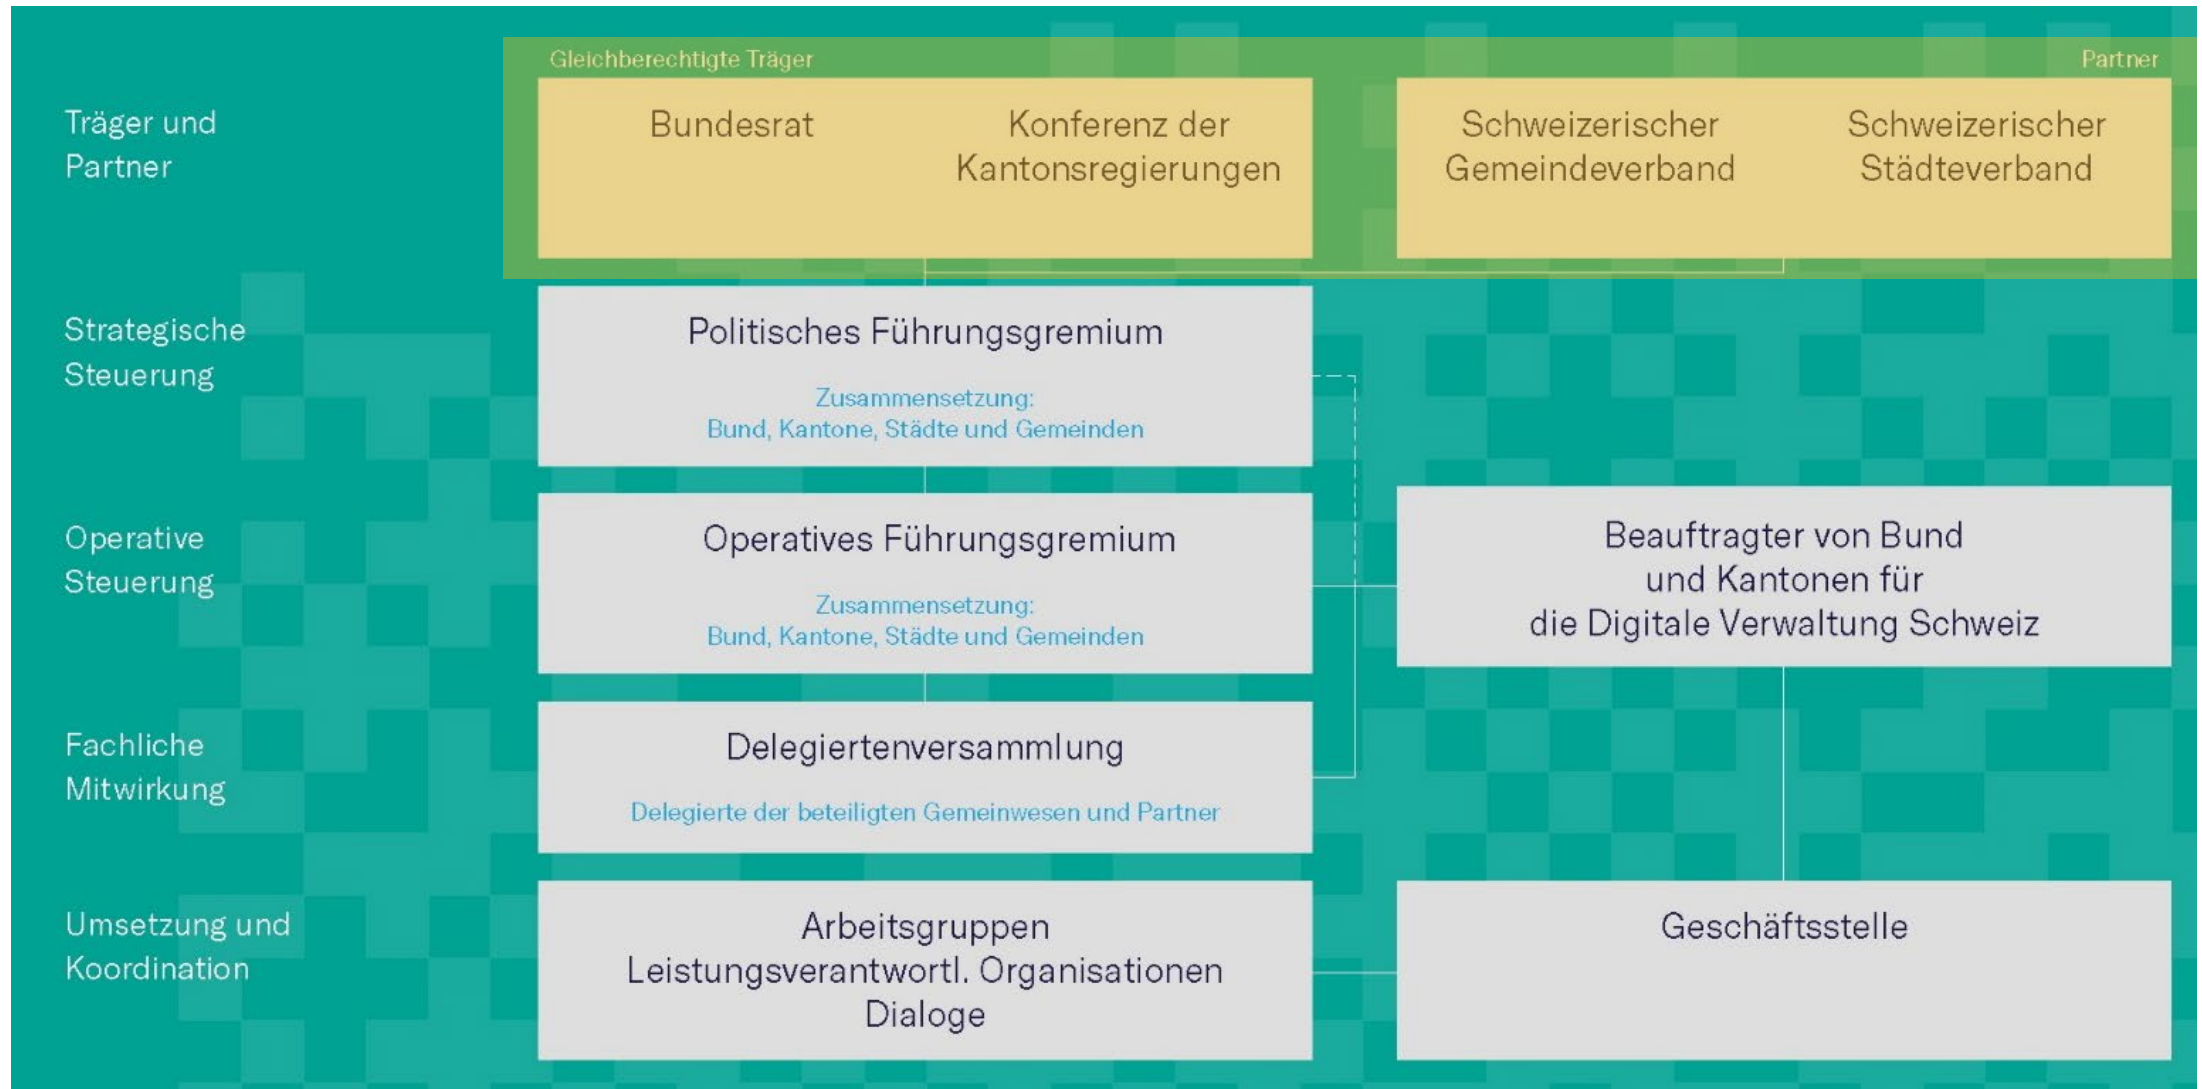 Gleichberechtigte Träger
Partner
Träger und
Partner
Bundesrat
Konferenz der
Kantonsregierungen
Schweizerischer
Gemeindeverband
Schweizerischer
Städteverband
Strategische
Steuerung
Politisches Führungsgremium
Zusammensetzung:
Bund, Kantone, Städte und Gemeinden
Operative
Steuerung
Operatives Führungsgremium
Zusammensetzung:
Bund, Kantone, Städte und Gemeinden
Beauftragter von Bund
und Kantonen für
die Digitale Verwaltung Schweiz
Fachliche
Mitwirkung
Delegiertenversammlung
Delegierte der beteiligten Gemeinwesen und Partner
Umsetzung und
Koordination
Arbeitsgruppen
Leistungsverantwortl. Organisationen
Dialoge
Geschäftsstelle